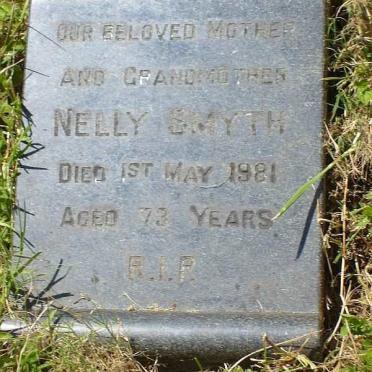 OUR BELOVED MOTHER
AND GRANDMOTHER
NELLY SMYTH
DIED 1ST MAY 1981
AGED 73 YEARS
R.I.P